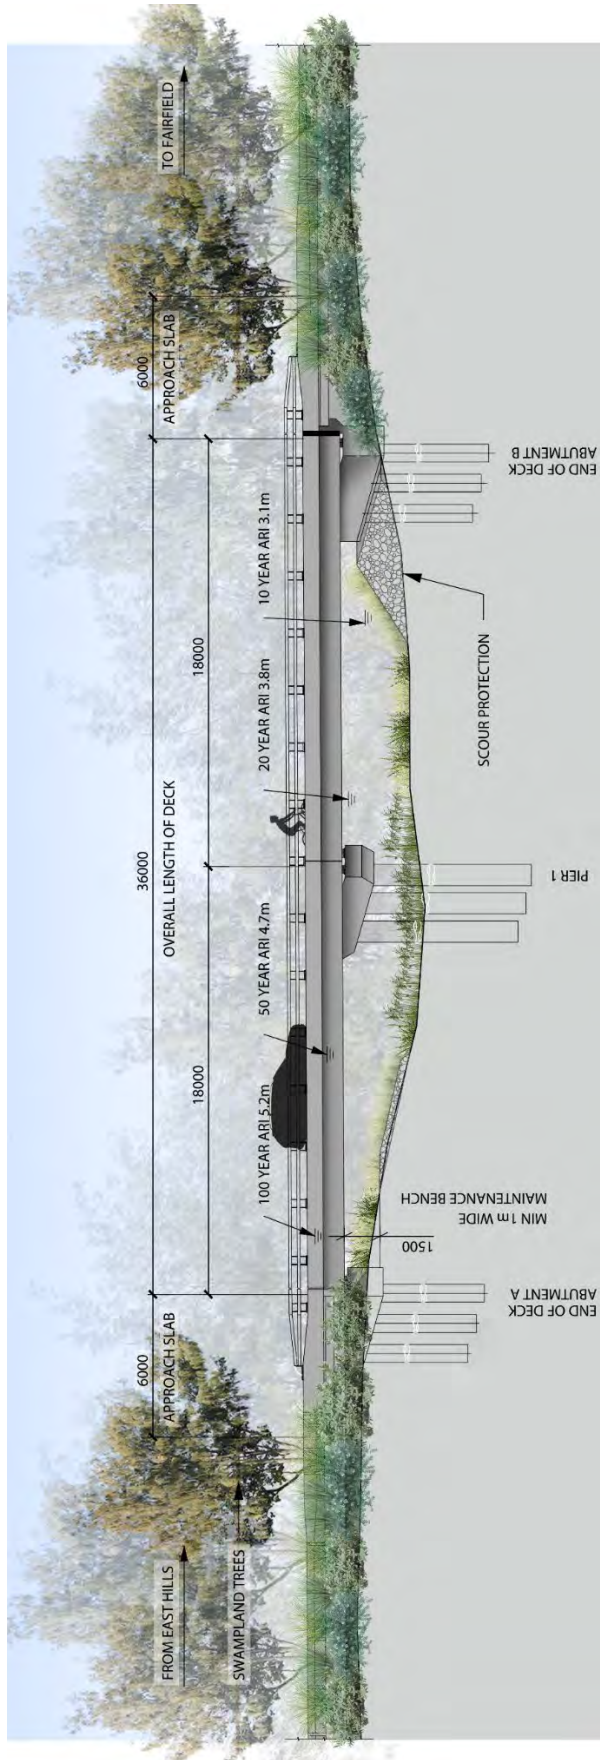 FROM EAST HILLS
TO FAIRFIELD
36000
OVERALL LENGTH OF DECK
6000
APPROACH SLAB
6000
APPROACH SLAB
18000
18000
SWAMPLAND TREES
100 YEAR ARI 5.2m
50 YEAR ARI 4.7m
20 YEAR ARI 3.8m
10 YEAR ARI 3.1m
1500
MIN 1m WIDE
MAINTENANCE BENCH
SCOUR PROTECTION
END OF DECK
ABUTMENT A
PIER 1
END OF DECK
ABUTMENT B